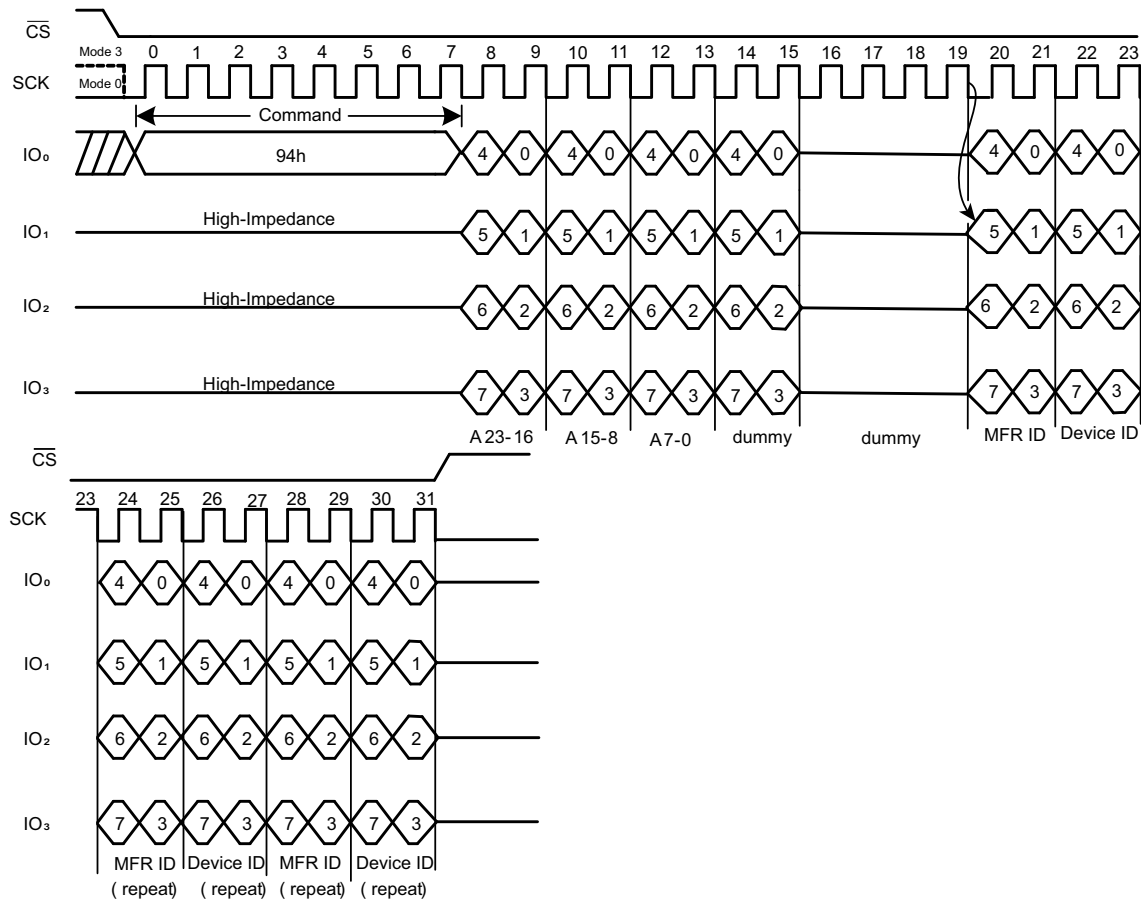 CS
Mode 3 0 1 2 3 4 5 6 7 8 9 10 11 12 13 14 15 16 17 18 19 20 21 22 23
SCK Mode 0
Command
IO₀ 94h 4 0 4 0 4 0 4 0 4 0 4 0
IO₁ High-Impedance 5 1 5 1 5 1 5 1 5 1 5 1
IO₂ High-Impedance 6 2 6 2 6 2 6 2 6 2 6 2
IO₃ High-Impedance 7 3 7 3 7 3 7 3 7 3 7 3
A 23-16 A 15-8 A 7-0 dummy dummy MFR ID Device ID
CS
23 24 25 26 27 28 29 30 31
SCK
IO₀ 4 0 4 0 4 0 4 0
IO₁ 5 1 5 1 5 1 5 1
IO₂ 6 2 6 2 6 2 6 2
IO₃ 7 3 7 3 7 3 7 3
MFR ID Device ID MFR ID Device ID
( repeat) ( repeat) ( repeat) ( repeat)